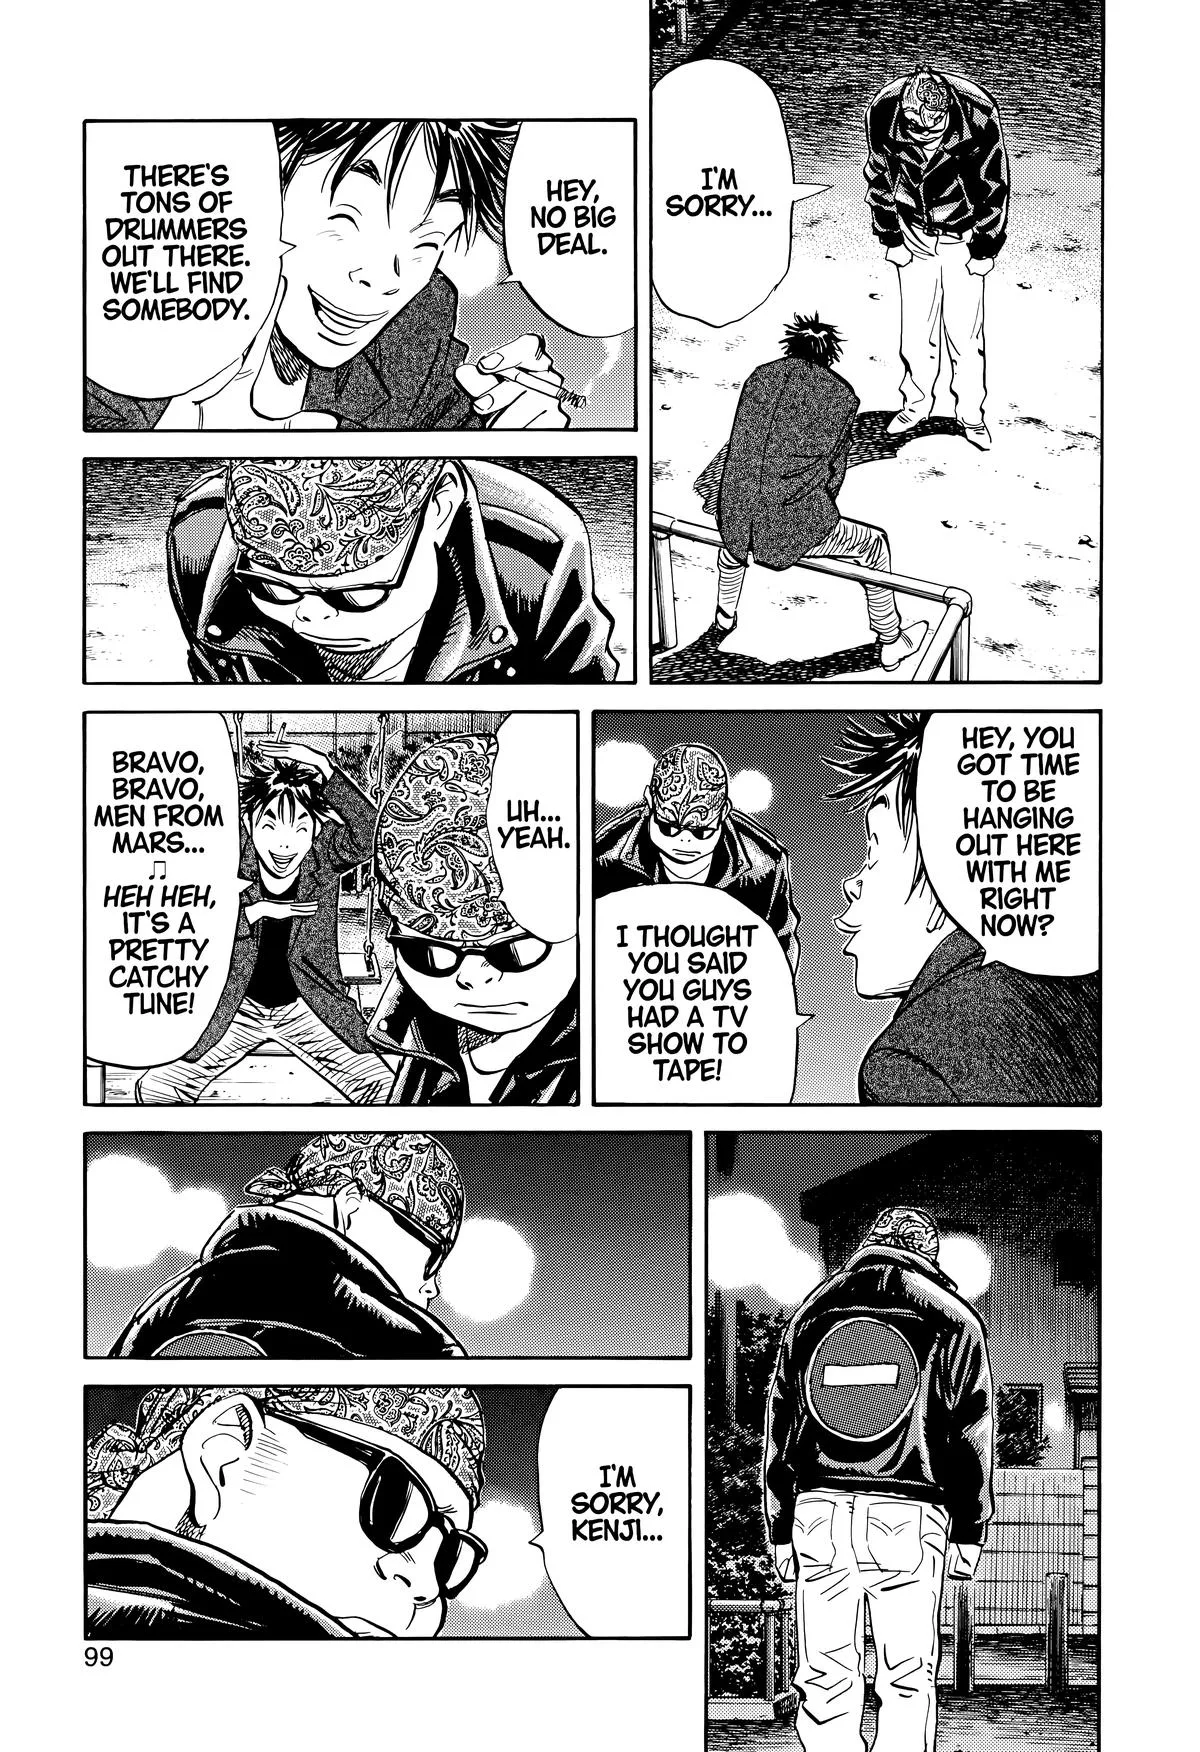 I'M
SORRY...
HEY,
NO BIG
DEAL.
THERE'S
TONS OF
DRUMMERS
OUT THERE.
WE'LL FIND
SOMEBODY.
HEY, YOU
GOT TIME
TO BE
HANGING
OUT HERE
WITH ME
RIGHT
NOW?
I THOUGHT
YOU SAID
YOU GUYS
HAD A TV
SHOW TO
TAPE!
UH...
YEAH.
BRAVO,
BRAVO,
MEN FROM
MARS...
♫
HEH HEH,
IT'S A
PRETTY
CATCHY
TUNE!
I'M
SORRY,
KENJI...
99